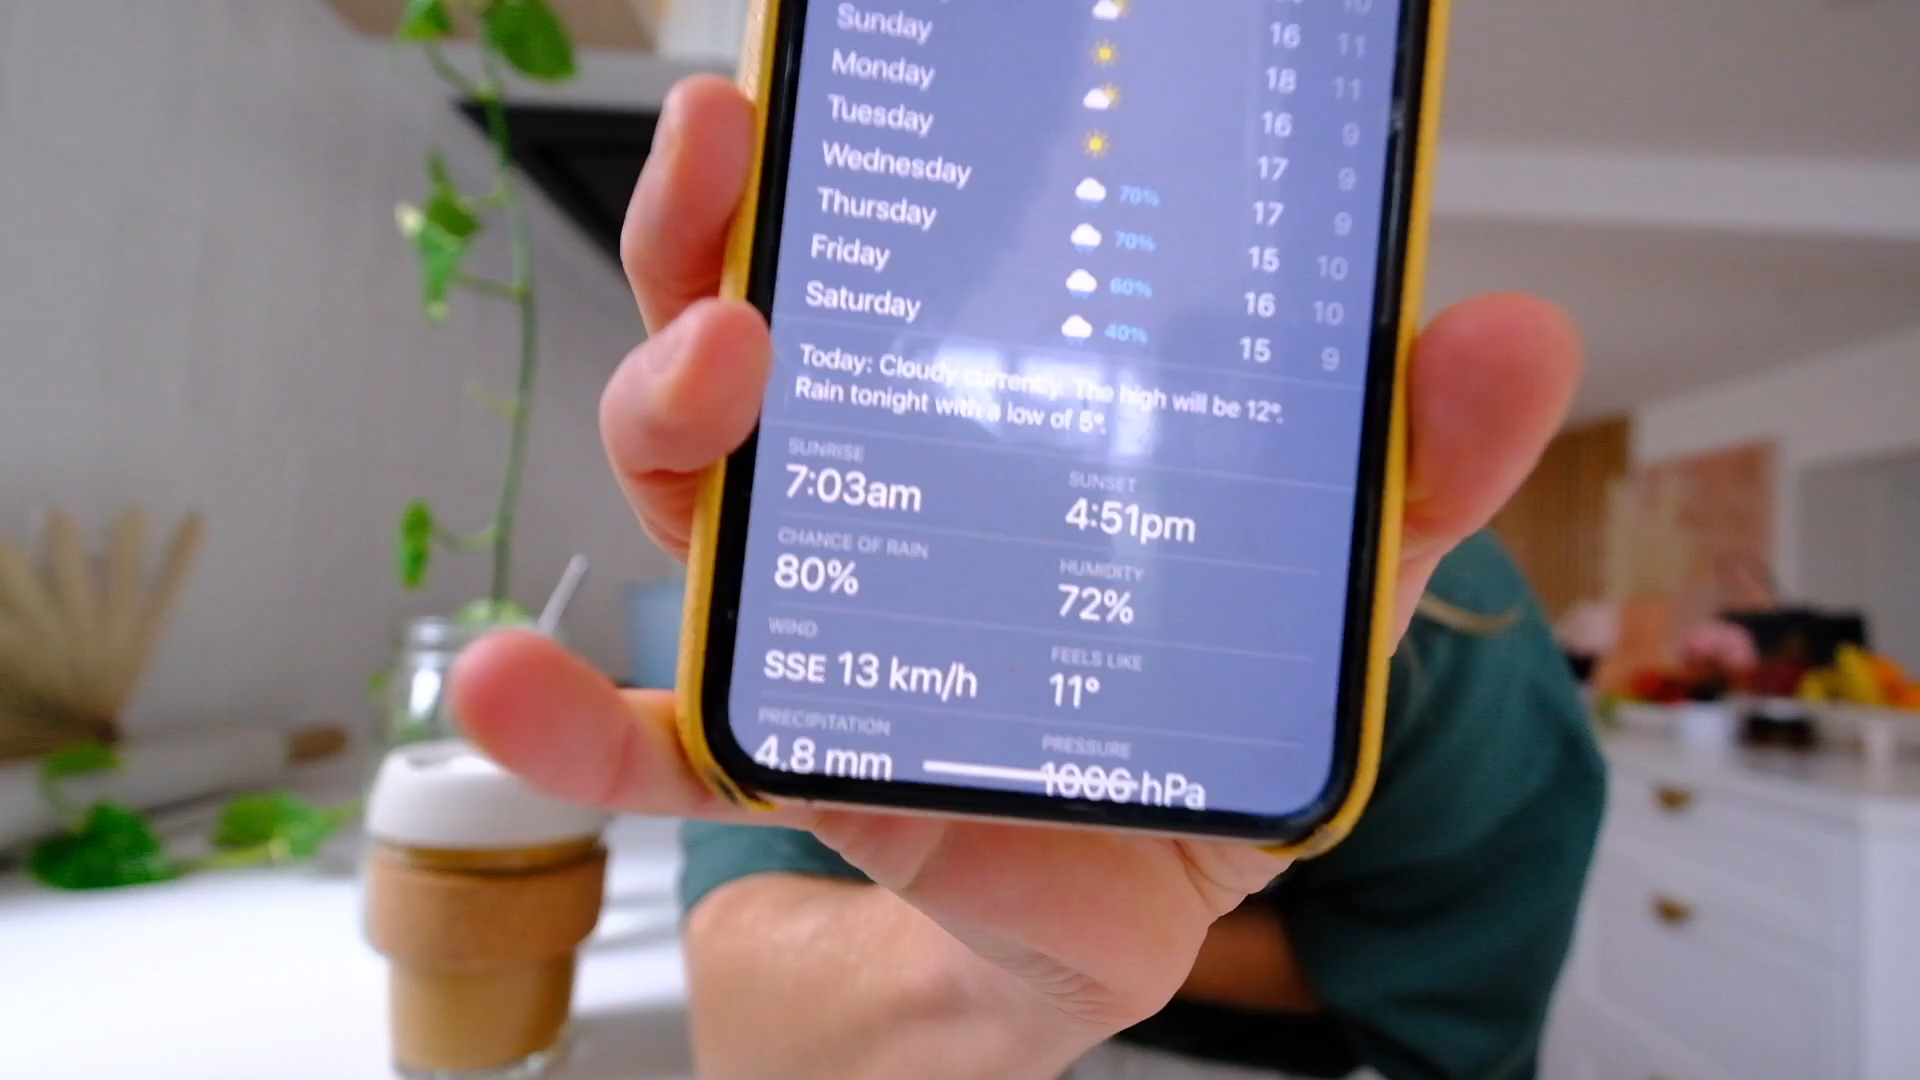 16 11
Sunday 18 11
Monday 16 9
Tuesday 17 9
Wednesday 70% 17 9
Thursday 70% 15 10
Friday 60% 16 10
Saturday 40% 15 9
Today: Cloudy currently. The high will be 12°.
Rain tonight with a low of 5°.
SUNRISE
7:03am
SUNSET
4:51pm
CHANCE OF RAIN
80%
HUMIDITY
72%
WIND
SSE 13 km/h
FEELS LIKE
11°
PRECIPITATION
4.8 mm
PRESSURE
1006 hPa